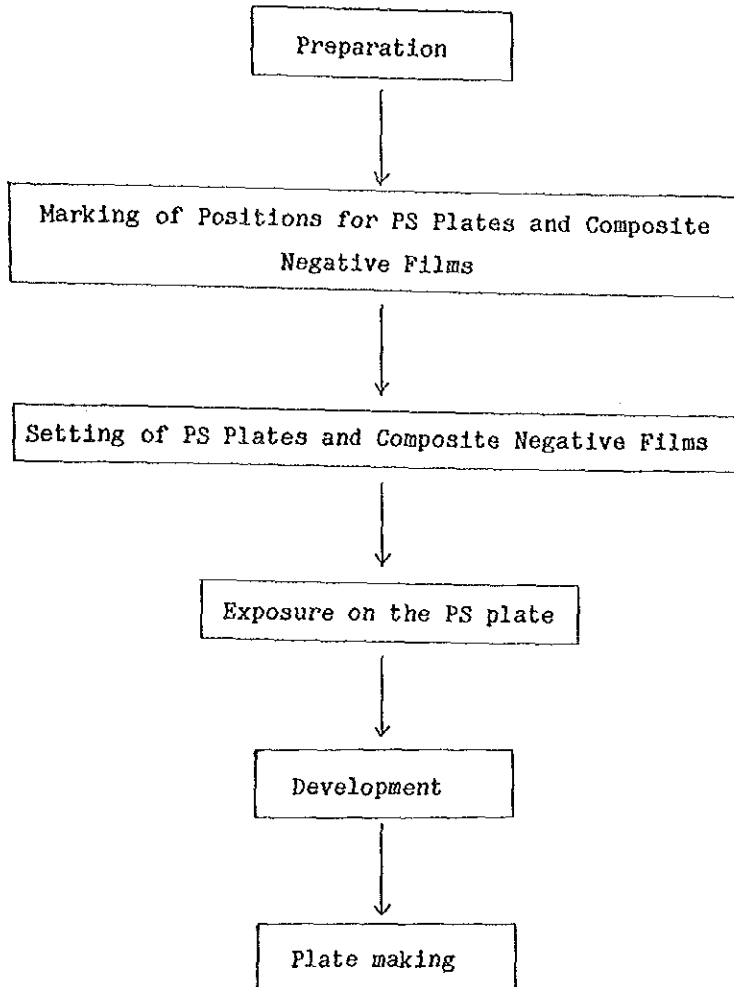 Preparation
Marking of Positions for PS Plates and Composite
Negative Films
Setting of PS Plates and Composite Negative Films
Exposure on the PS plate
Development
Plate making